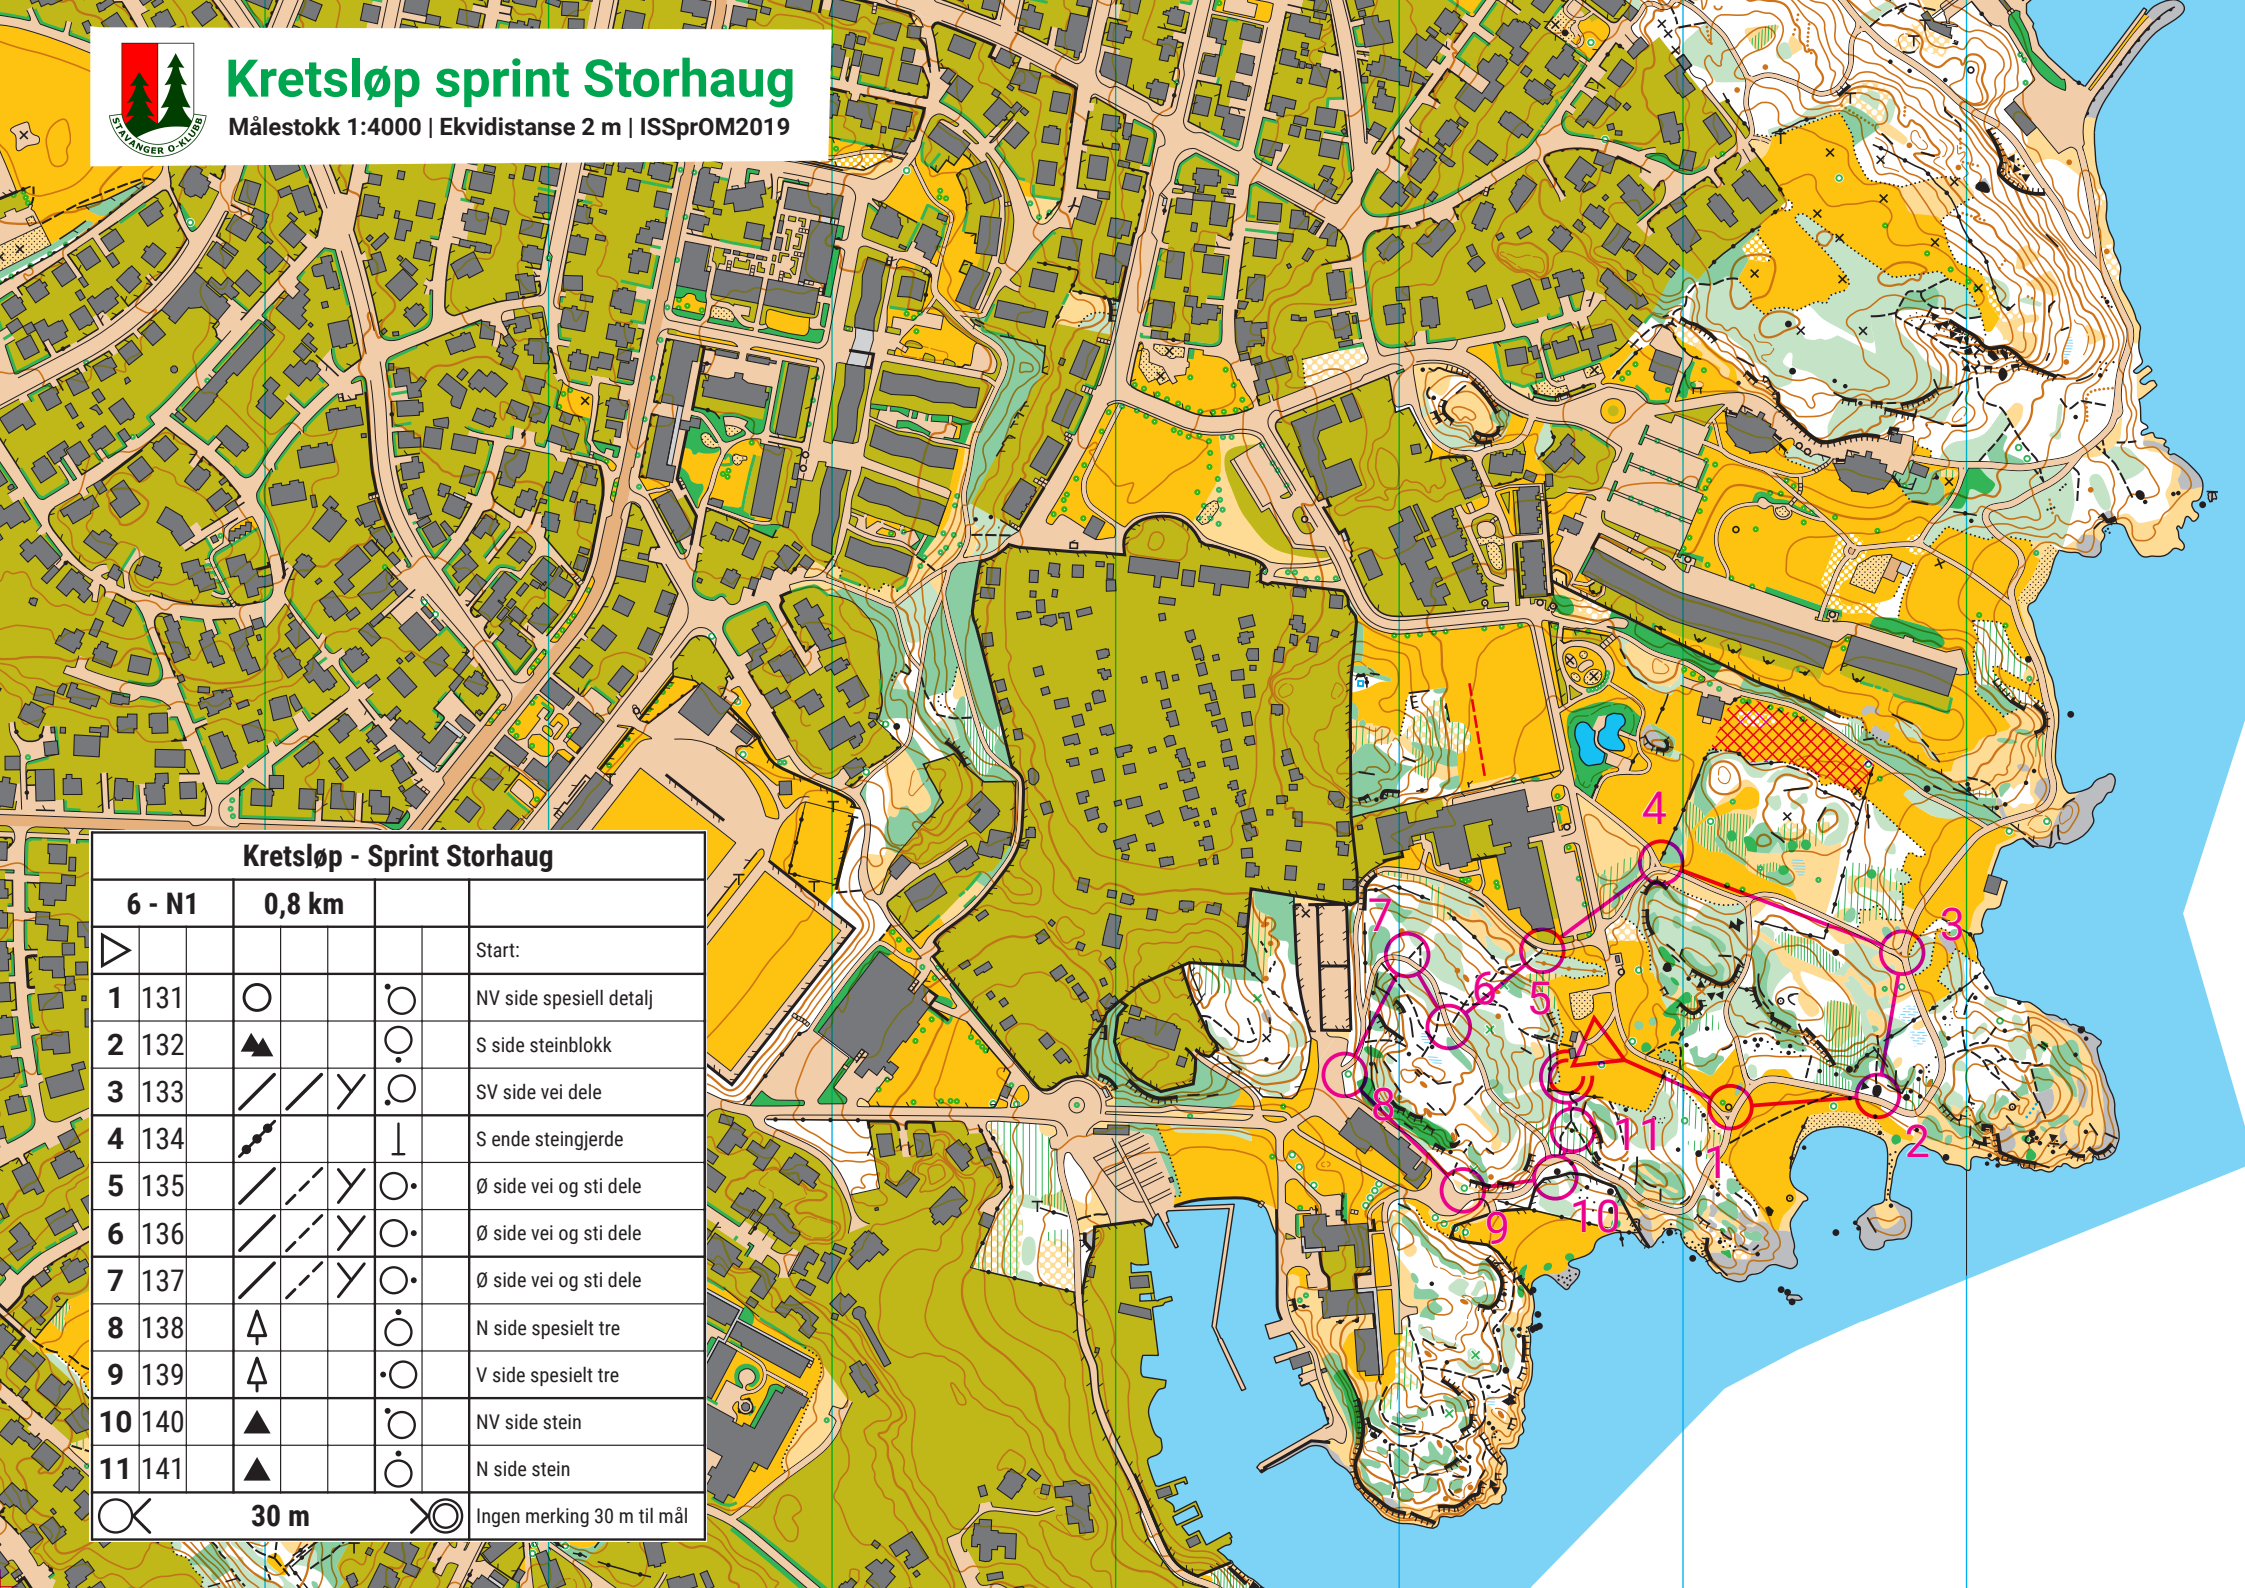 Kretsløp sprint Storhaug
Målestokk 1:4000 | Ekvidistanse 2 m | ISSprOM2019
STAVANGER O-KLUBB
4
3
7
6
5
8
11
1
2
10
9
Kretsløp - Sprint Storhaug
6 - N1 0,8 km
Start:
1 131 NV side spesiell detalj
2 132 S side steinblokk
3 133 SV side vei dele
4 134 S ende steingjerde
5 135 Ø side vei og sti dele
6 136 Ø side vei og sti dele
7 137 Ø side vei og sti dele
8 138 N side spesielt tre
9 139 V side spesielt tre
10 140 NV side stein
11 141 N side stein
30 m Ingen merking 30 m til mål